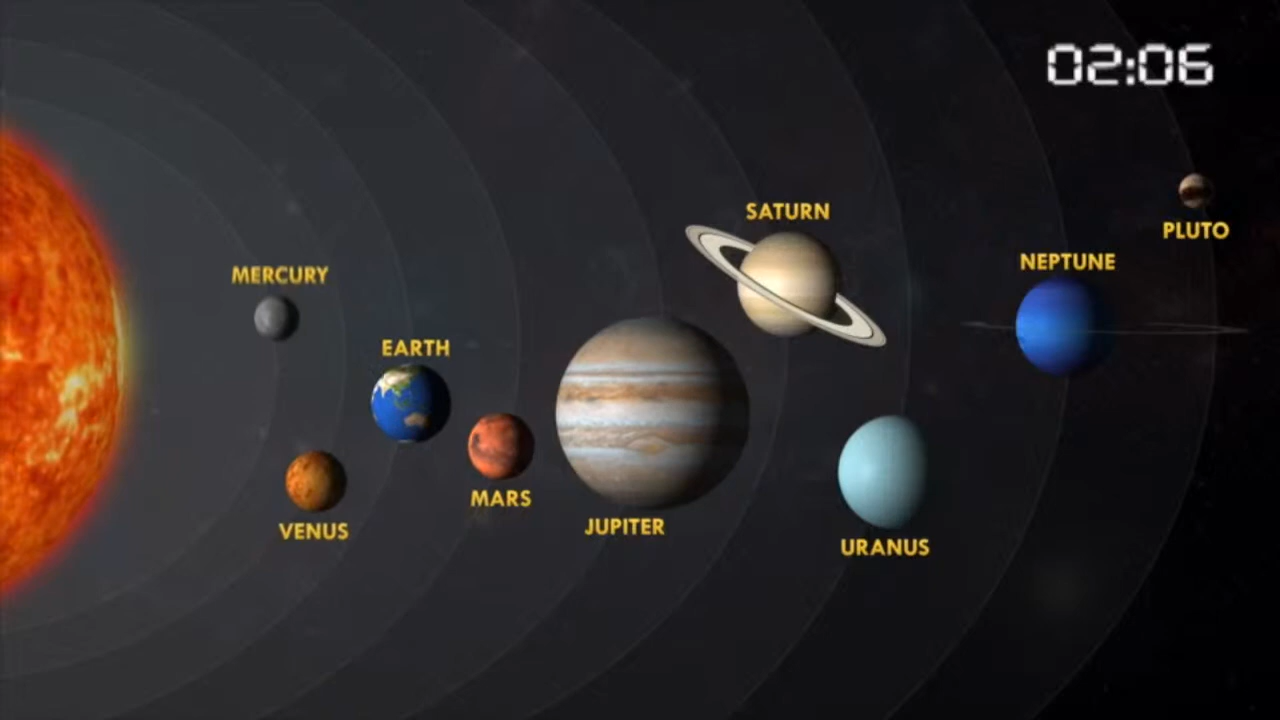 02:06
SATURN
PLUTO
NEPTUNE
MERCURY
EARTH
MARS
JUPITER
VENUS
URANUS